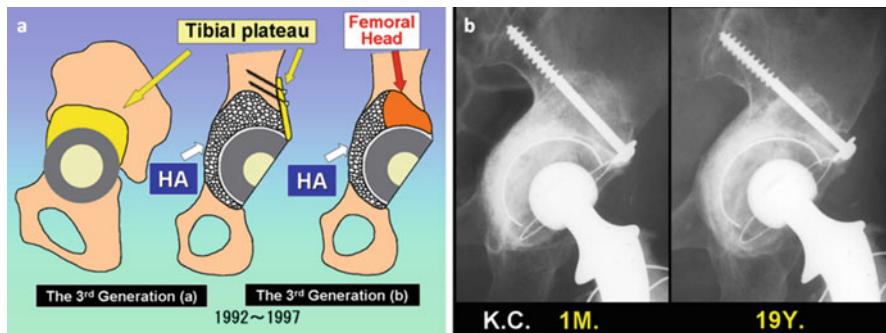 a
Tibial plateau
Femoral
Head
HA
HA
The 3rd Generation (a)
The 3rd Generation (b)
1992～1997
b
K.C. 1M.
19Y.